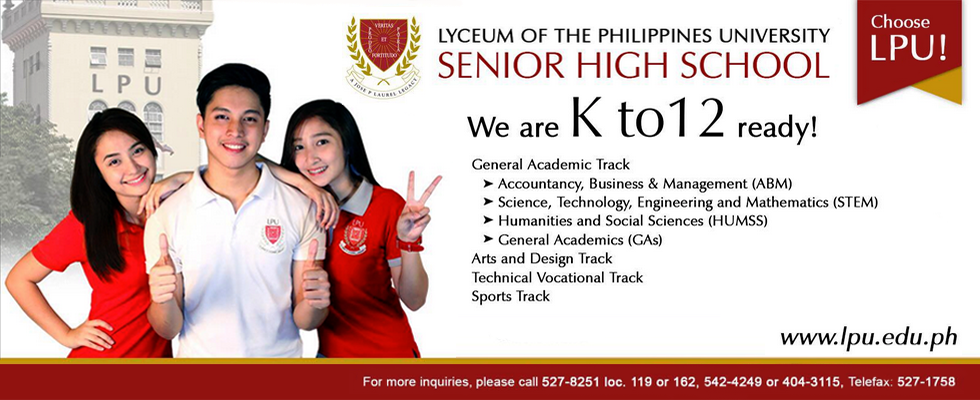 LPU
VERITAS
ET
FORTITUDO
A JOSE P LAUREL LEGACY
LYCEUM OF THE PHILIPPINES UNIVERSITY
SENIOR HIGH SCHOOL
Choose
LPU!
We are K to12 ready!
General Academic Track
➤ Accountancy, Business & Management (ABM)
➤ Science, Technology, Engineering and Mathematics (STEM)
➤ Humanities and Social Sciences (HUMSS)
➤ General Academics (GAs)
Arts and Design Track
Technical Vocational Track
Sports Track
LPU
www.lpu.edu.ph
For more inquiries, please call 527-8251 loc. 119 or 162, 542-4249 or 404-3115, Telefax: 527-1758